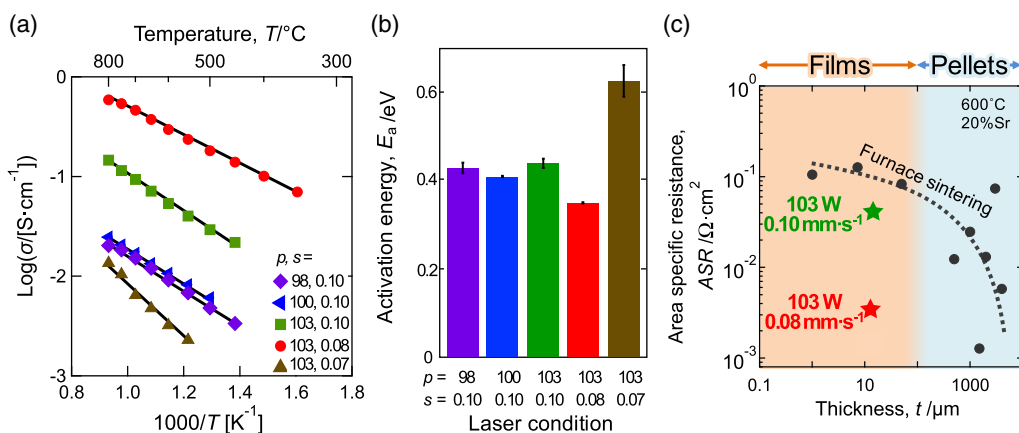 (a)
Temperature, T/°C
800
500
300
0
-1
-2
-3
Log(σ/[S·cm⁻¹])
p, s=
98, 0.10
100, 0.10
103, 0.10
103, 0.08
103, 0.07
0.8
1.0
1.2
1.4
1.6
1.8
1000/T [K⁻¹]
(b)
Activation energy, Eₐ /eV
0.6
0.4
0.2
0
p = 98 100 103 103 103
s = 0.10 0.10 0.10 0.08 0.07
Laser condition
(c)
Films
Pellets
Area specific resistance,
ASR /Ω·cm²
10⁰
10⁻¹
10⁻²
10⁻³
600˚C
20%Sr
Furnace sintering
103 W
0.10 mm·s⁻¹
103 W
0.08 mm·s⁻¹
0.1
10
1000
Thickness, t /µm